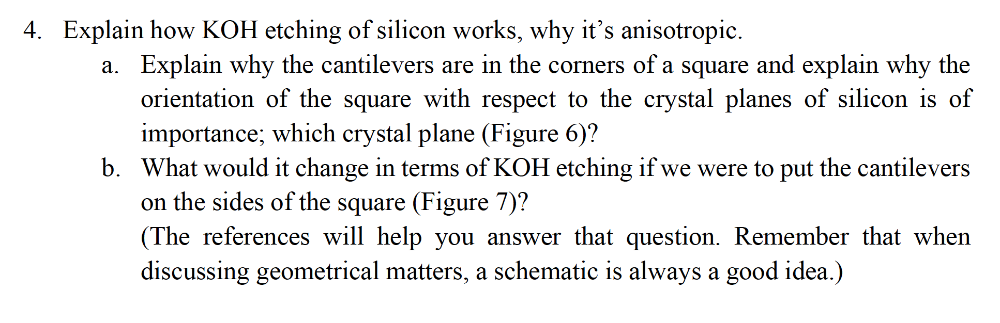 4. Explain how KOH etching of silicon works, why it’s anisotropic.
a. Explain why the cantilevers are in the corners of a square and explain why the
orientation of the square with respect to the crystal planes of silicon is of
importance; which crystal plane (Figure 6)?
b. What would it change in terms of KOH etching if we were to put the cantilevers
on the sides of the square (Figure 7)?
(The references will help you answer that question. Remember that when
discussing geometrical matters, a schematic is always a good idea.)